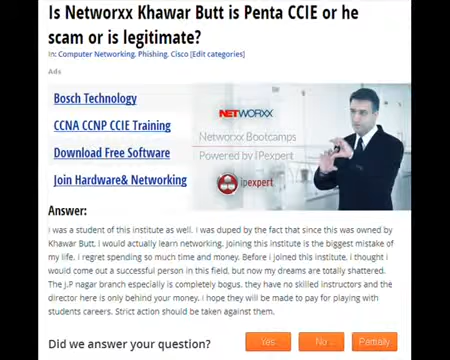 Is Networxx Khawar Butt is Penta CCIE or he
scam or is legitimate?
In: Computer Networking, Phishing, Cisco [Edit categories]
Ads
Bosch Technology
CCNA CCNP CCIE Training
Download Free Software
Join Hardware& Networking
NETWORXX
Networxx Bootcamps
Powered by IPexpert
ipexpert
Answer:
i was a student of this institute as well. i was duped by the fact that since this was owned by
Khawar Butt, i would actually learn networking. Joining this institute is the biggest mistake of
my life. i regret spending so much time and money. Before i joined this institute, i thought i
would come out a successful person in this field, but now my dreams are totally shattered.
The J.P nagar branch especially is completely bogus. they have no skilled instructors and the
director here is only behind your money. i hope they will be made to pay for playing with
students careers. Strict action should be taken against them.
Did we answer your question?
Yes
No
Partially